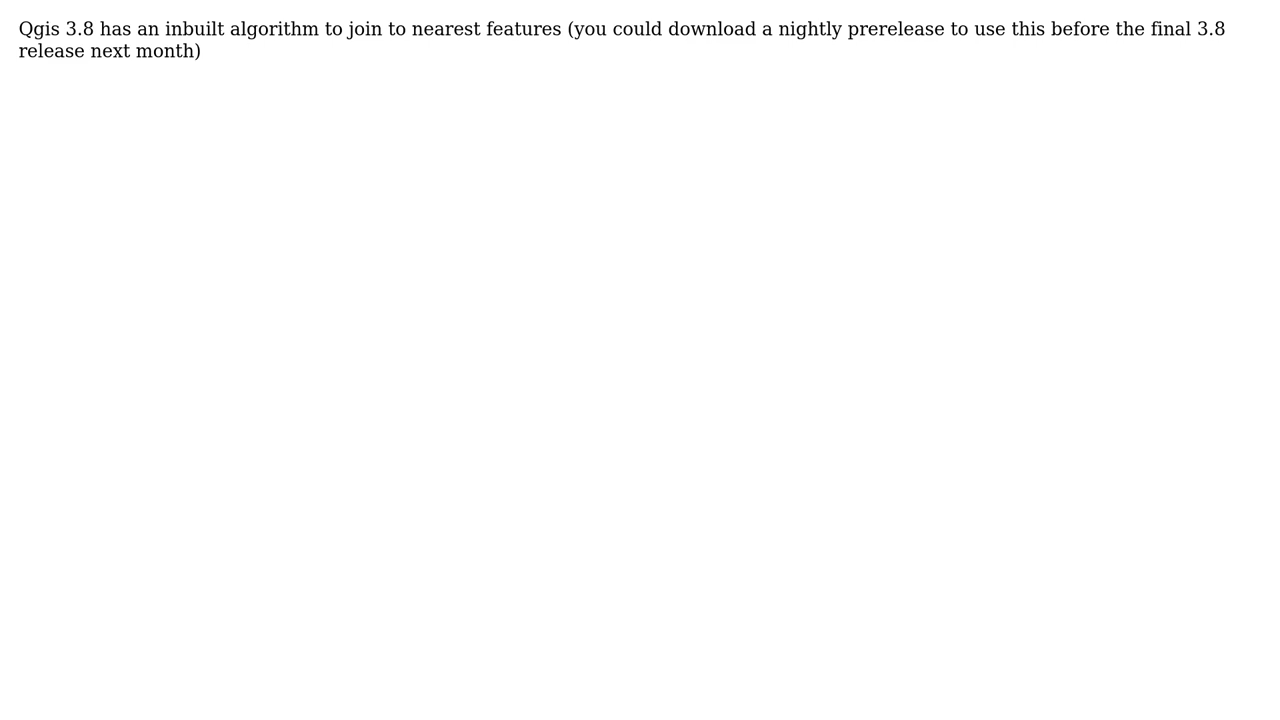 Qgis 3.8 has an inbuilt algorithm to join to nearest features (you could download a nightly prerelease to use this before the final 3.8
release next month)